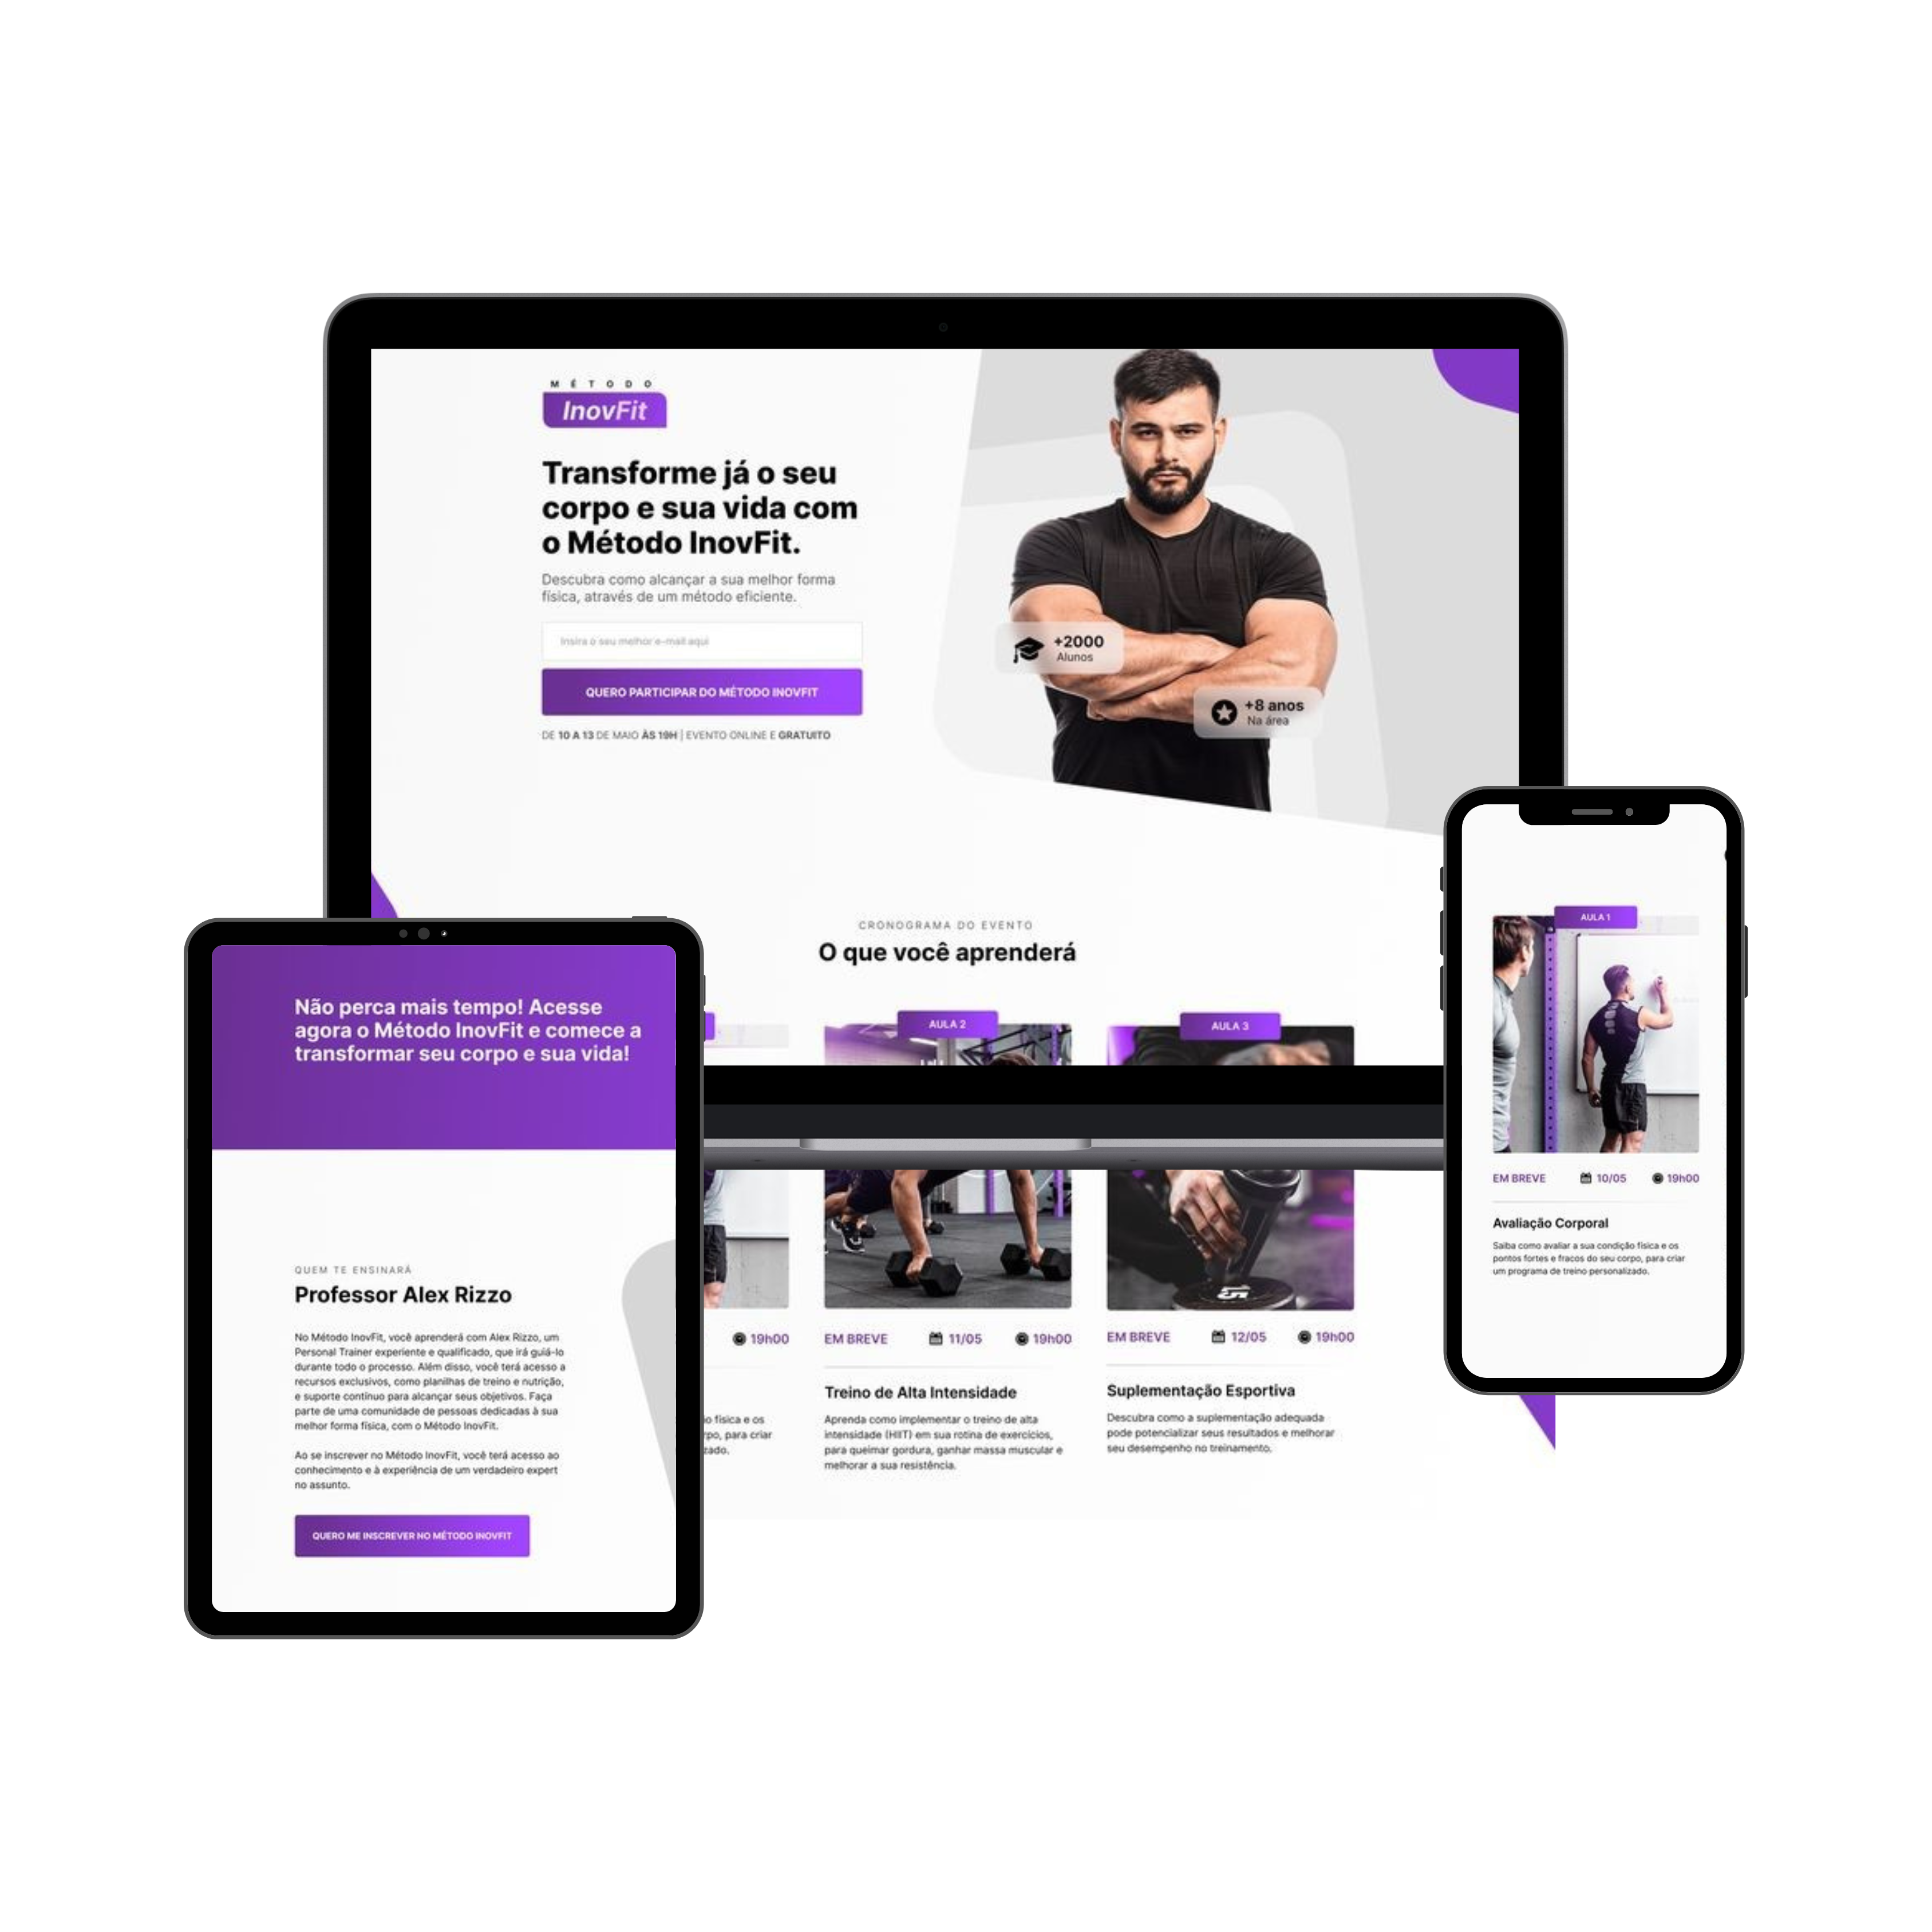 MÉTODO
InovFit
Transforme já o seu
corpo e sua vida com
o Método InovFit.
Descubra como alcançar a sua melhor forma
física, através de um método eficiente.
Insira o seu melhor e-mail aqui
QUERO PARTICIPAR DO MÉTODO INOVFIT
DE 10 A 13 DE MAIO ÀS 19H | EVENTO ONLINE E GRATUITO
+2000
Alunos
+8 anos
Na área
CRONOGRAMA DO EVENTO
O que você aprenderá
AULA 2
AULA 3
19h00
física e os
para criar
EM BREVE 11/05 19h00
Treino de Alta Intensidade
Aprenda como implementar o treino de alta
intensidade (HIIT) em sua rotina de exercícios,
para queimar gordura, ganhar massa muscular e
melhorar a sua resistência.
15
EM BREVE 12/05 19h00
Suplementação Esportiva
Descubra como a suplementação adequada
pode potencializar seus resultados e melhorar
seu desempenho no treinamento.
Não perca mais tempo! Acesse
agora o Método InovFit e comece a
transformar seu corpo e sua vida!
QUEM TE ENSINARÁ
Professor Alex Rizzo
No Método InovFit, você aprenderá com Alex Rizzo, um
Personal Trainer experiente e qualificado, que irá guiá-lo
durante todo o processo. Além disso, você terá acesso a
recursos exclusivos, como planilhas de treino e nutrição,
e suporte contínuo para alcançar seus objetivos. Faça
parte de uma comunidade de pessoas dedicadas à sua
melhor forma física, com o Método InovFit.
Ao se inscrever no Método InovFit, você terá acesso ao
conhecimento e à experiência de um verdadeiro expert
no assunto.
QUERO ME INSCREVER NO MÉTODO INOVFIT
AULA 1
EM BREVE 10/05 19h00
Avaliação Corporal
Saiba como avaliar a sua condição física e os
pontos fortes e fracos do seu corpo, para criar
um programa de treino personalizado.